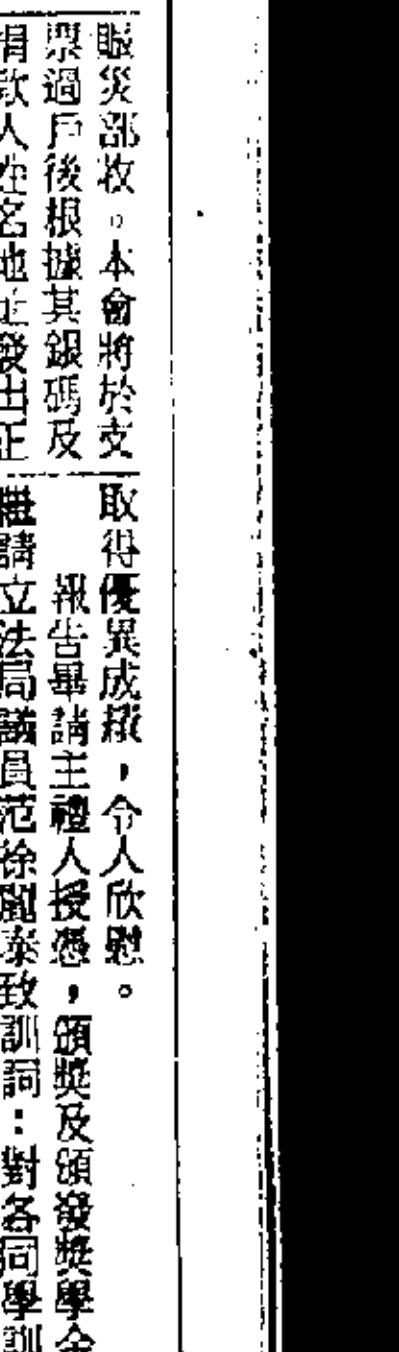 賑災部收。本會將於支
票過戶後根據其銀碼及
捐款人姓名地址發出正
取得優異成績，令人欣慰。
報告畢請主禮人授憑，頒獎及頒發獎學金
繼請立法局議員范徐麗泰致訓詞：對各同學訓